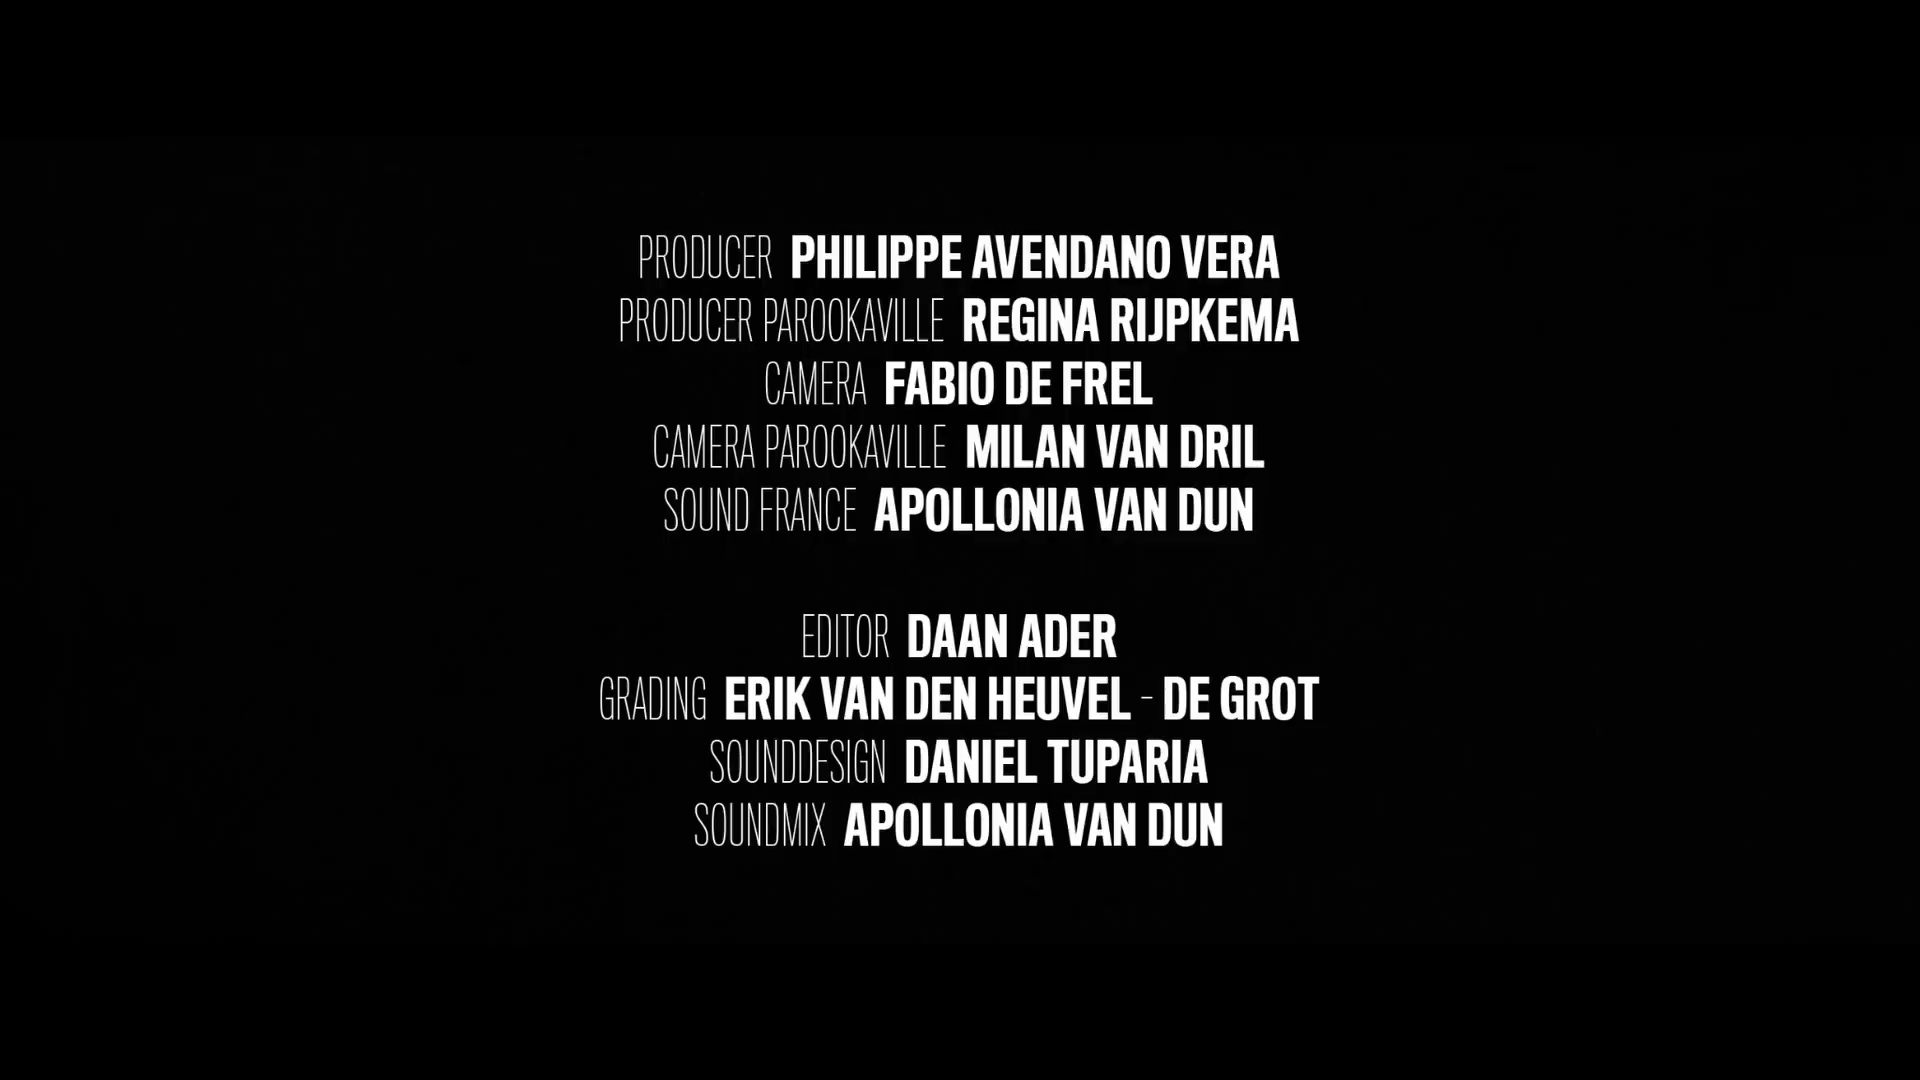 PRODUCER PHILIPPE AVENDANO VERA
PRODUCER PAROOKAVILLE REGINA RIJPKEMA
CAMERA FABIO DE FREL
CAMERA PAROOKAVILLE MILAN VAN DRIL
SOUND FRANCE APOLLONIA VAN DUN
EDITOR DAAN ADER
GRADING ERIK VAN DEN HEUVEL - DE GROT
SOUNDDESIGN DANIEL TUPARIA
SOUNDMIX APOLLONIA VAN DUN